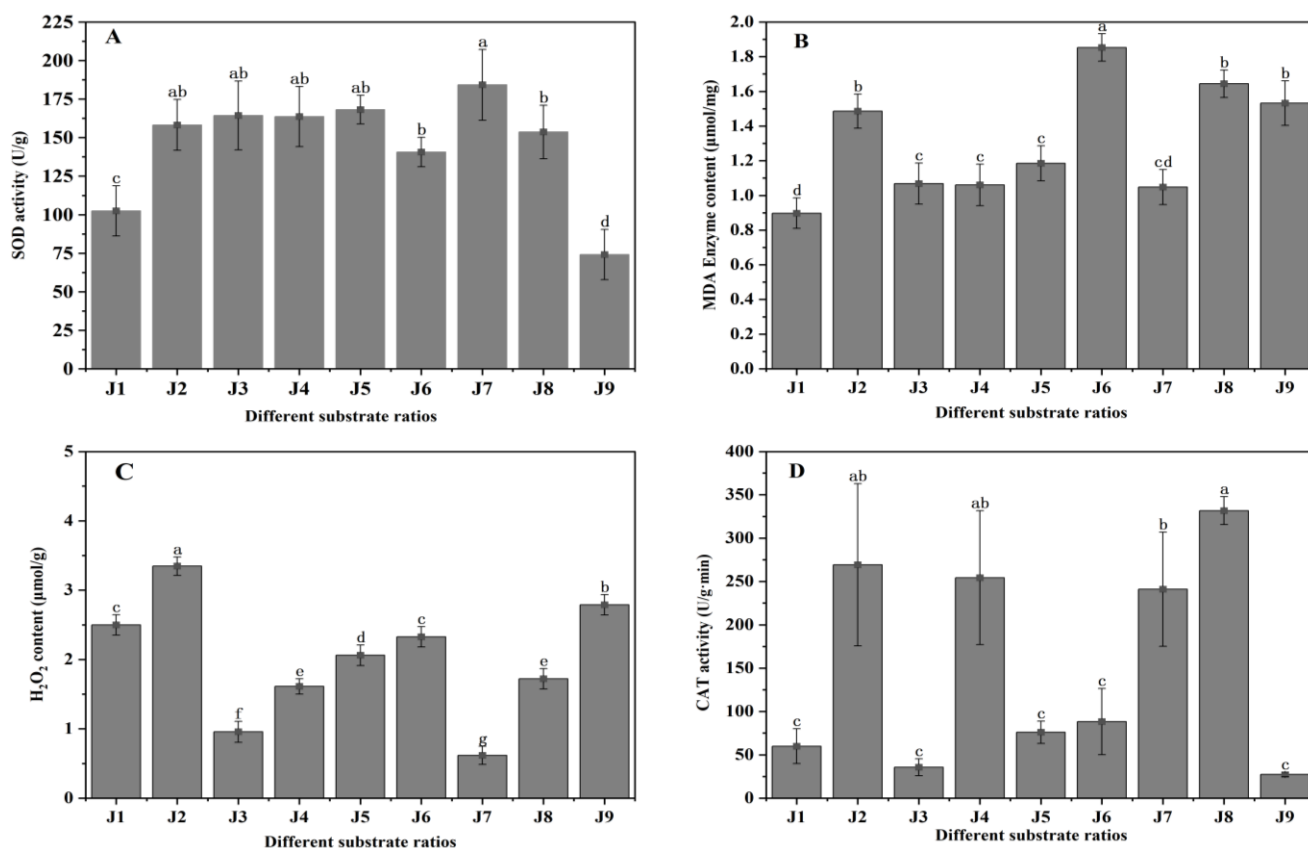 A
SOD activity (U/g)
225
200
175
150
125
100
75
50
25
0
c
ab
ab
ab
ab
b
a
b
d
J1 J2 J3 J4 J5 J6 J7 J8 J9
Different substrate ratios
B
MDA Enzyme content (μmol/mg)
2.0
1.8
1.6
1.4
1.2
1.0
0.8
0.6
0.4
0.2
0.0
d
b
c
c
c
a
cd
b
b
J1 J2 J3 J4 J5 J6 J7 J8 J9
Different substrate ratios
C
H₂O₂ content (μmol/g)
5
4
3
2
1
0
c
a
f
e
d
c
g
e
b
J1 J2 J3 J4 J5 J6 J7 J8 J9
Different substrate ratios
D
CAT activity (U/g·min)
400
350
300
250
200
150
100
50
0
c
ab
c
ab
c
c
b
a
c
J1 J2 J3 J4 J5 J6 J7 J8 J9
Different substrate ratios